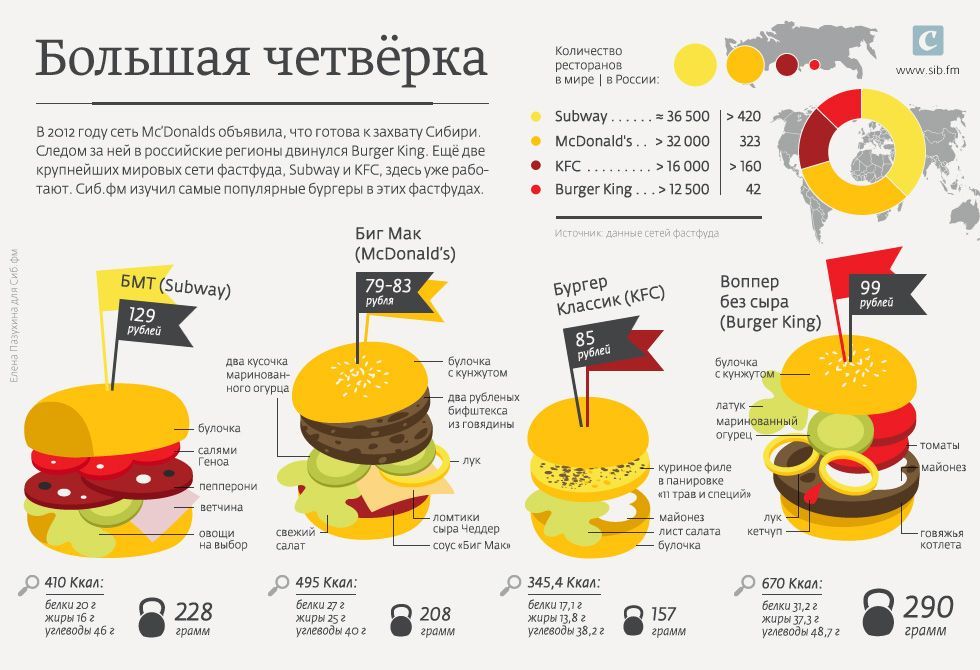 Большая четвёрка
В 2012 году сеть McʼDonalds объявила, что готова к захвату Сибири.
Следом за ней в российские регионы двинулся Burger King. Ещё две
крупнейших мировых сети фастфуда, Subway и KFC, здесь уже рабо-
тают. Сиб.фм изучил самые популярные бургеры в этих фастфудах.
Количество
ресторанов
в мире | в России:
www.sib.fm
Subway ...... ≈ 36 500 > 420
McDonald's .. > 32 000 323
KFC ......... > 16 000 > 160
Burger King ... > 12 500 42
Источник: данные сетей фастфуда
Елена Пазухина для Сиб.фм
БМТ (Subway)
129
рублей
булочка
салями
Геноа
пепперони
ветчина
овощи
на выбор
410 Ккал:
белки 20 г
жиры 16 г
углеводы 46 г
228
грамм
Биг Мак
(McDonald's)
79–83
рубля
два кусочка
маринован-
ного огурца
свежий
салат
булочка
с кунжутом
два рубленых
бифштекса
из говядины
лук
ломтики
сыра Чеддер
соус «Биг Мак»
495 Ккал:
белки 27 г
жиры 25 г
углеводы 40 г
208
грамм
Бургер
Классик (KFC)
85
рублей
куриное филе
в панировке
«11 трав и специй»
майонез
лист салата
булочка
345,4 Ккал:
белки 17,1 г
жиры 13,8 г
углеводы 38,2 г
157
грамм
Воппер
без сыра
(Burger King)
99
рублей
булочка
с кунжутом
латук
маринованный
огурец
лук
кетчуп
томаты
майонез
говяжья
котлета
670 Ккал:
белки 31,2 г
жиры 37,3 г
углеводы 48,7 г
290
грамм